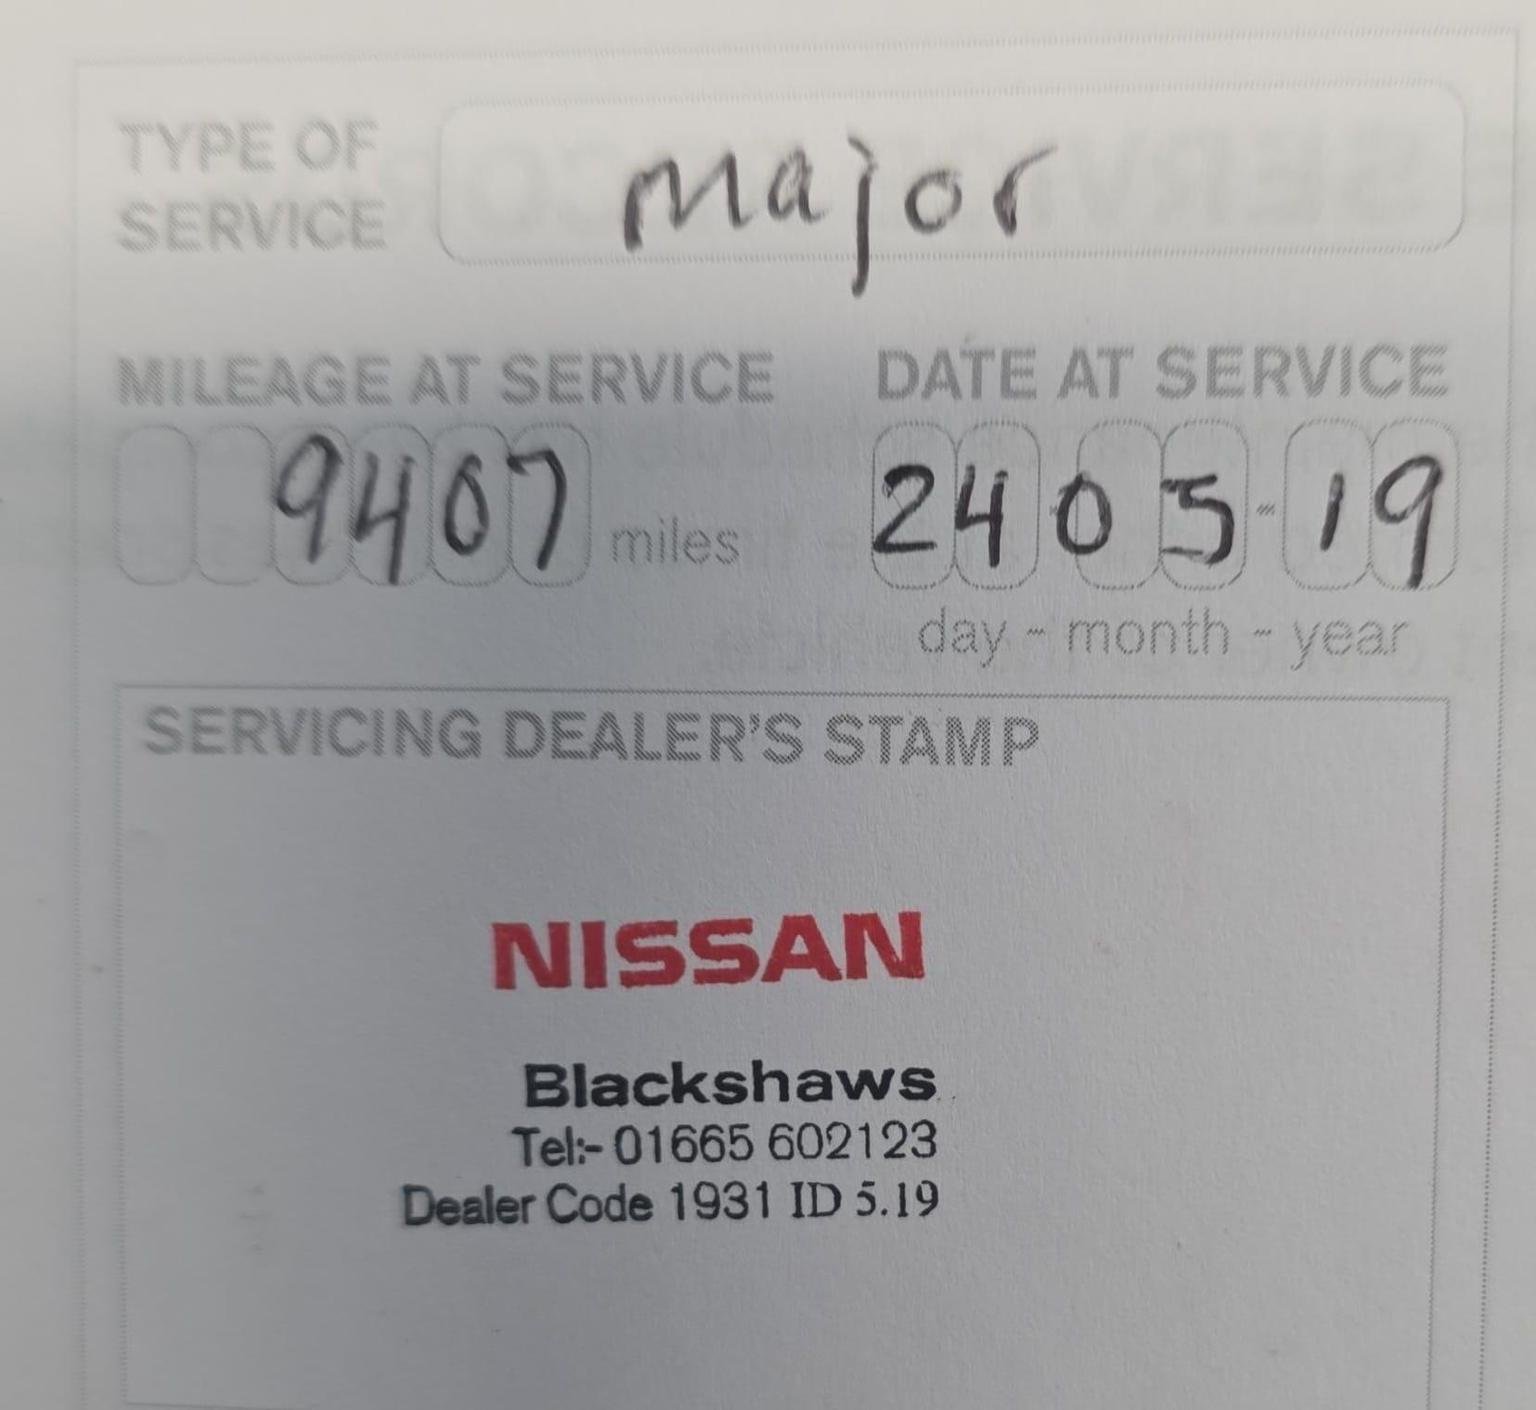 TYPE OF
SERVICE
Major
MILEAGE AT SERVICE
9407 miles
DATE AT SERVICE
24 05-19
day - month - year
SERVICING DEALER'S STAMP
NISSAN
Blackshaws
Tel:- 01665 602123
Dealer Code 1931 ID 5.19